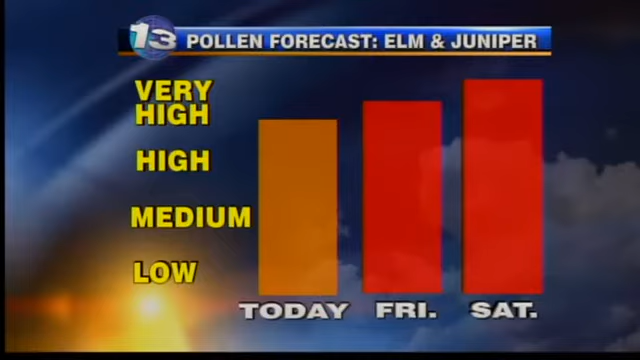 13 POLLEN FORECAST: ELM & JUNIPER
VERY
HIGH
HIGH
MEDIUM
LOW
TODAY FRI. SAT.